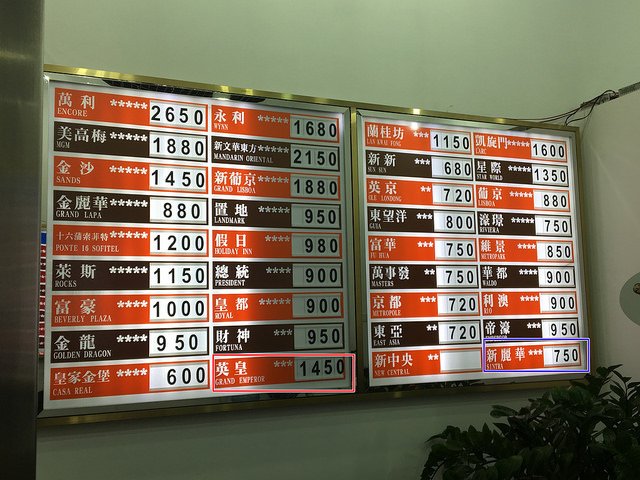 萬利 ***** 2650
ENCORE
美高梅 ***** 1880
MGM
金沙 ***** 1450
SANDS
金麗華 ***** 880
GRAND LAPA
十六蒲索菲特 ***** 1200
PONTE 16 SOFITEL
萊斯 ***** 1150
ROCKS
富豪 ***** 1000
BEVERLY PLAZA
金龍 ***** 950
GOLDEN DRAGON
皇家金堡 **** 600
CASA REAL
永利 ***** 1680
WYNN
新文華東方 ***** 2150
MANDARIN ORIENTAL
新葡京 ***** 1880
GRAND LISBOA
置地 ***** 950
LANDMARK
假日 **** 980
HOLIDAY INN
總統 **** 900
PRESIDENT
皇都 ***** 900
ROYAL
財神 **** 950
FORTUNA
英皇 *** 1450
GRAND EMPEROR
蘭桂坊 *** 1150
LAN KWAI FONG
新新 *** 680
SUN SUN
英京 ** 720
OLE LONDONG
東望洋 *** 800
GUIA
富華 *** 750
FU HUA
萬事發 ** 750
MASTERS
京都 *** 720
METROPOLE
東亞 ** 720
EAST ASIA
新中央 **
NEW CENTRAL
凱旋門 1600
L'ARC
星際 ***** 1350
STAR WORLD
葡京 880
LISBOA
濠璟 750
RIVIERA
維景 850
METROPARK
華都 *** 900
WALDO
利澳 900
RIO
帝濠 950
新麗華 *** 750
SINTRA